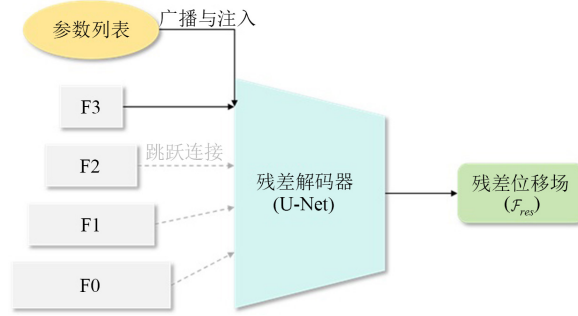 参数列表
广播与注入
F3
F2
跳跃连接
F1
F0
残差解码器
(U-Net)
残差位移场
(ℱres)